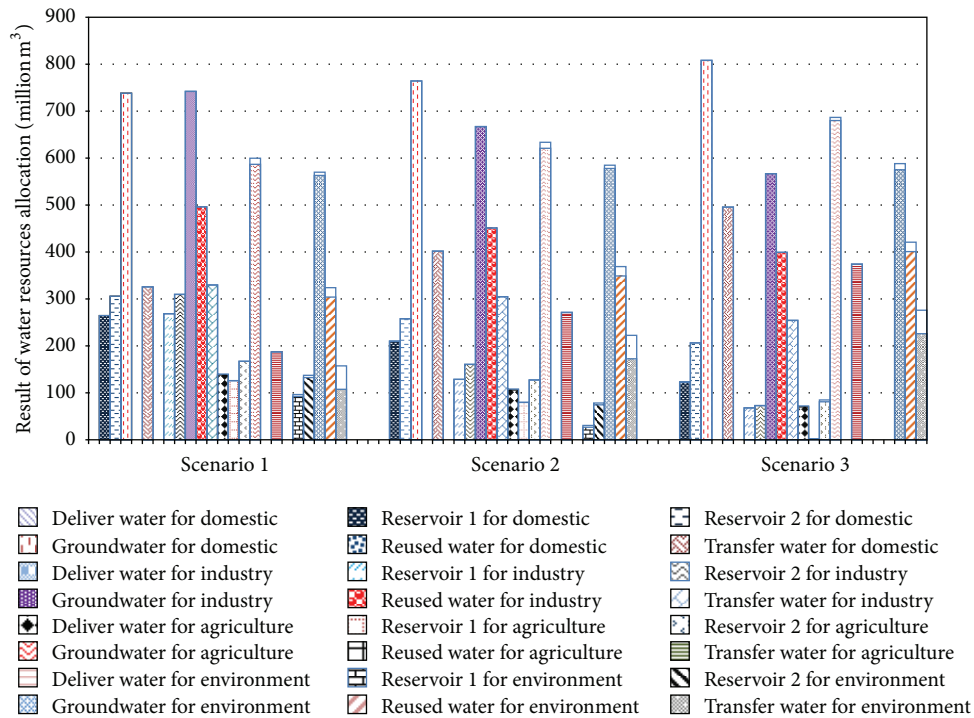 Result of water resources allocation (million m³)
900
800
700
600
500
400
300
200
100
0
Scenario 1 Scenario 2 Scenario 3
Deliver water for domestic Reservoir 1 for domestic Reservoir 2 for domestic
Groundwater for domestic Reused water for domestic Transfer water for domestic
Deliver water for industry Reservoir 1 for industry Reservoir 2 for industry
Groundwater for industry Reused water for industry Transfer water for industry
Deliver water for agriculture Reservoir 1 for agriculture Reservoir 2 for agriculture
Groundwater for agriculture Reused water for agriculture Transfer water for agriculture
Deliver water for environment Reservoir 1 for environment Reservoir 2 for environment
Groundwater for environment Reused water for environment Transfer water for environment